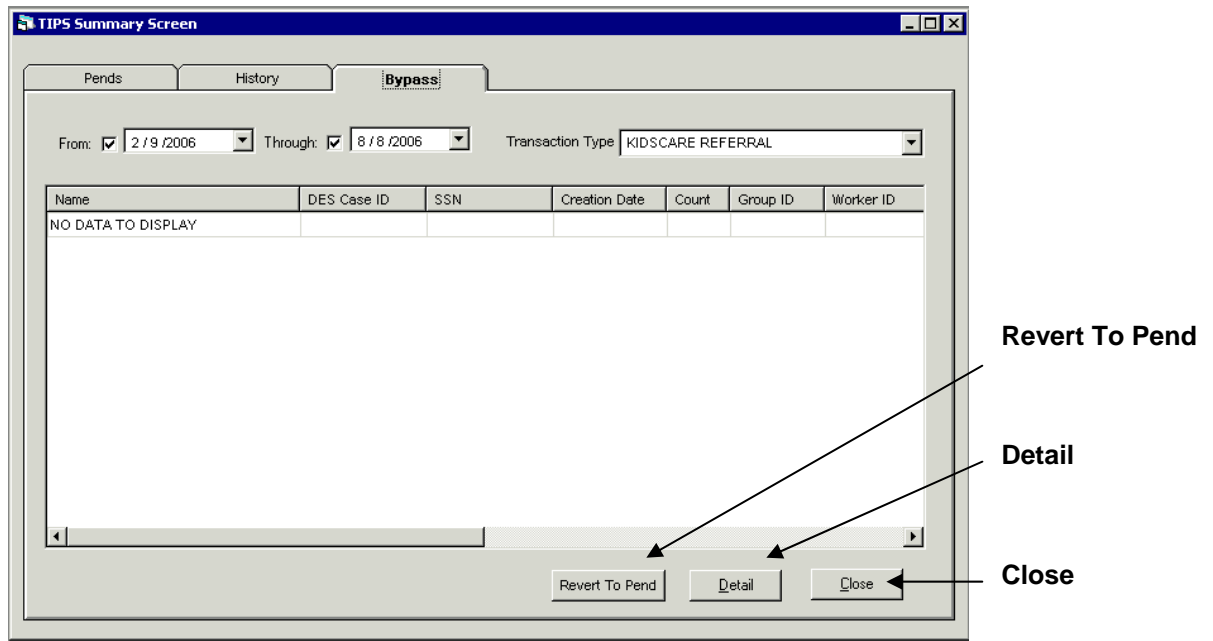 TIPS Summary Screen
Pends History Bypass
From: 2 / 9 /2006 Through: 8 / 8 /2006 Transaction Type KIDSCARE REFERRAL
Name DES Case ID SSN Creation Date Count Group ID Worker ID
NO DATA TO DISPLAY
Revert To Pend
Detail
Revert To Pend Detail Close Close